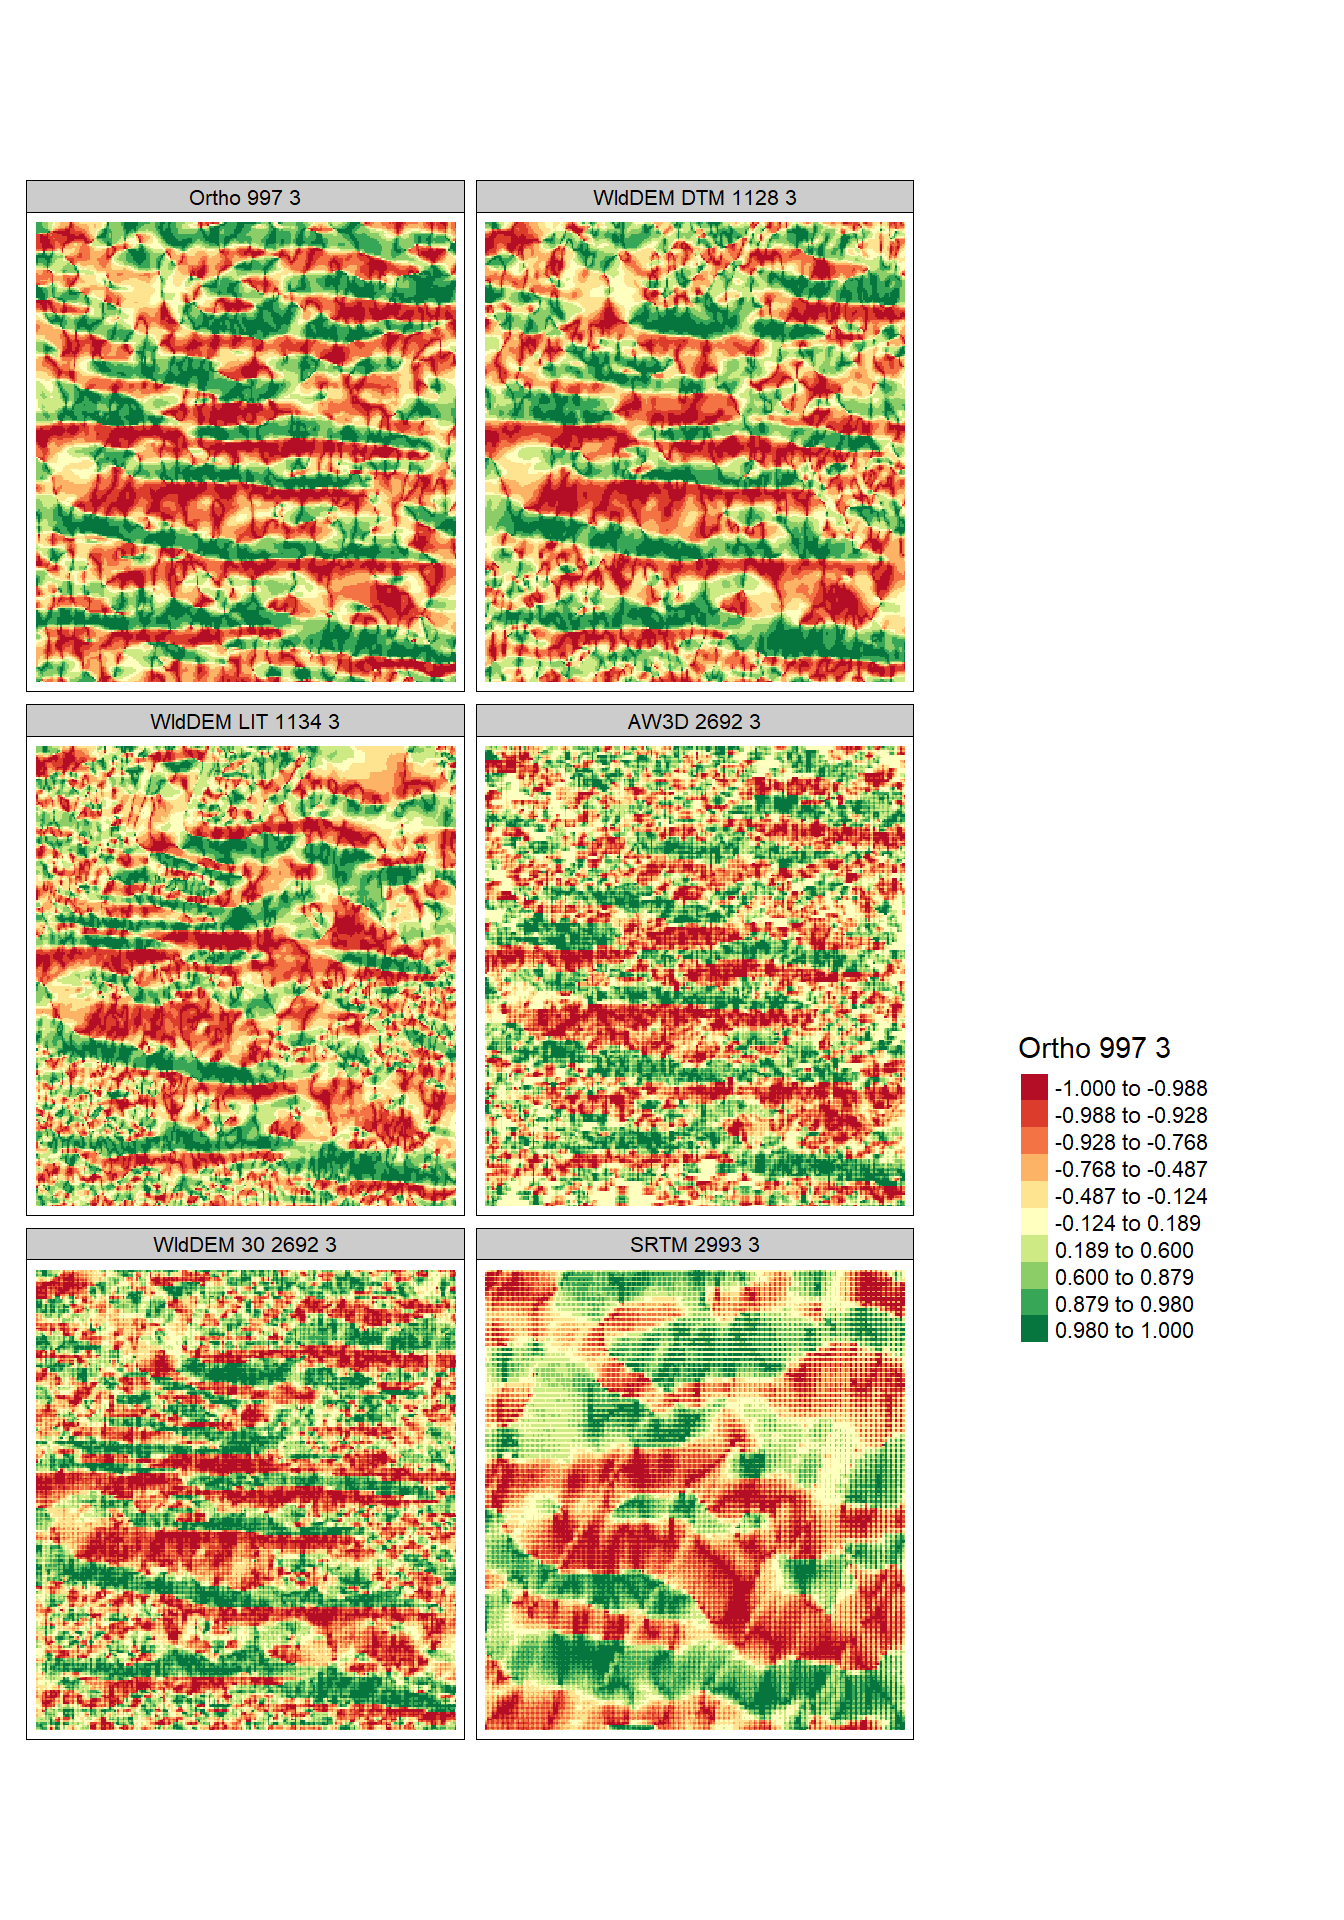 Ortho 997 3
WldDEM DTM 1128 3
WldDEM LIT 1134 3
AW3D 2692 3
WldDEM 30 2692 3
SRTM 2993 3
Ortho 997 3
-1.000 to -0.988
-0.988 to -0.928
-0.928 to -0.768
-0.768 to -0.487
-0.487 to -0.124
-0.124 to 0.189
0.189 to 0.600
0.600 to 0.879
0.879 to 0.980
0.980 to 1.000